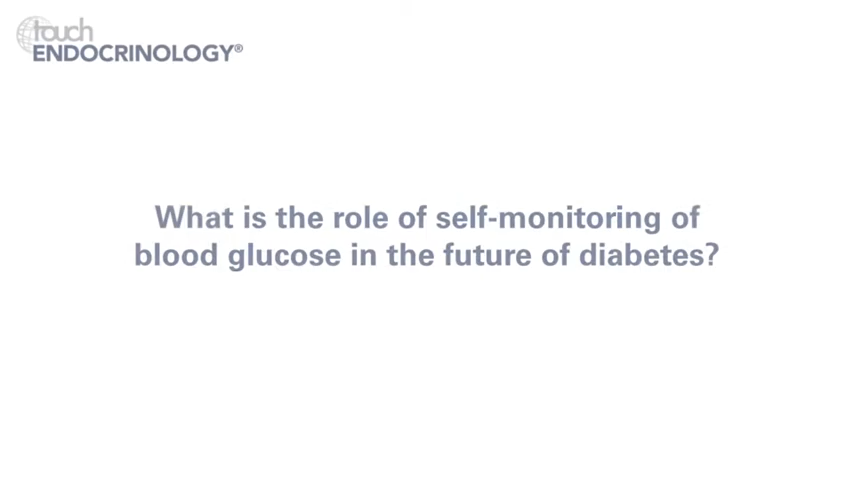 touch
ENDOCRINOLOGY®
What is the role of self-monitoring of
blood glucose in the future of diabetes?